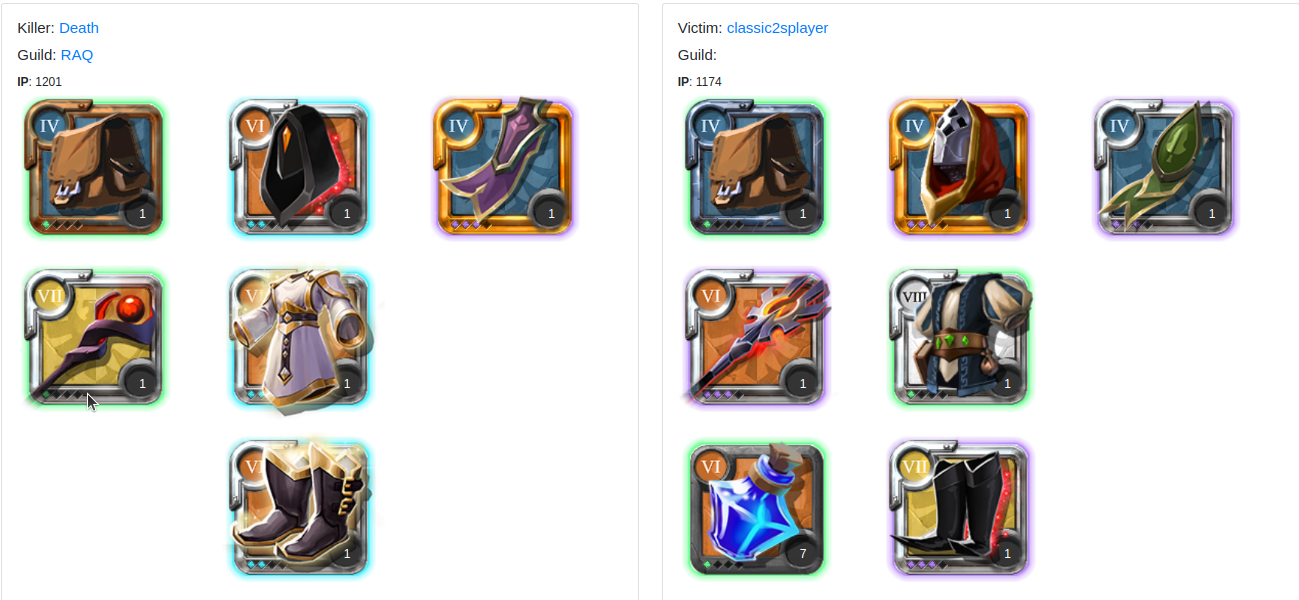 Killer: Death
Guild: RAQ
IP: 1201
IV 1
VI 1
IV 1
VII 1
VI 1
VI 1
Victim: classic2splayer
Guild:
IP: 1174
IV 1
IV 1
IV 1
VI 1
VIII 1
VI 7
VII 1